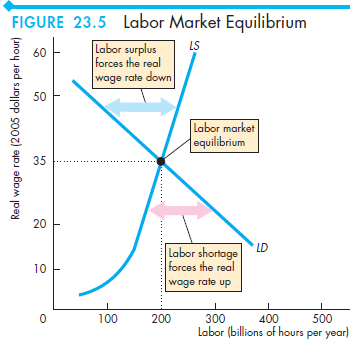 FIGURE 23.5 Labor Market Equilibrium
Real wage rate (2005 dollars per hour)
60
50
35
20
10
0
Labor surplus
forces the real
wage rate down
LS
Labor market
equilibrium
Labor shortage
forces the real
wage rate up
LD
100
200
300
400
500
Labor (billions of hours per year)